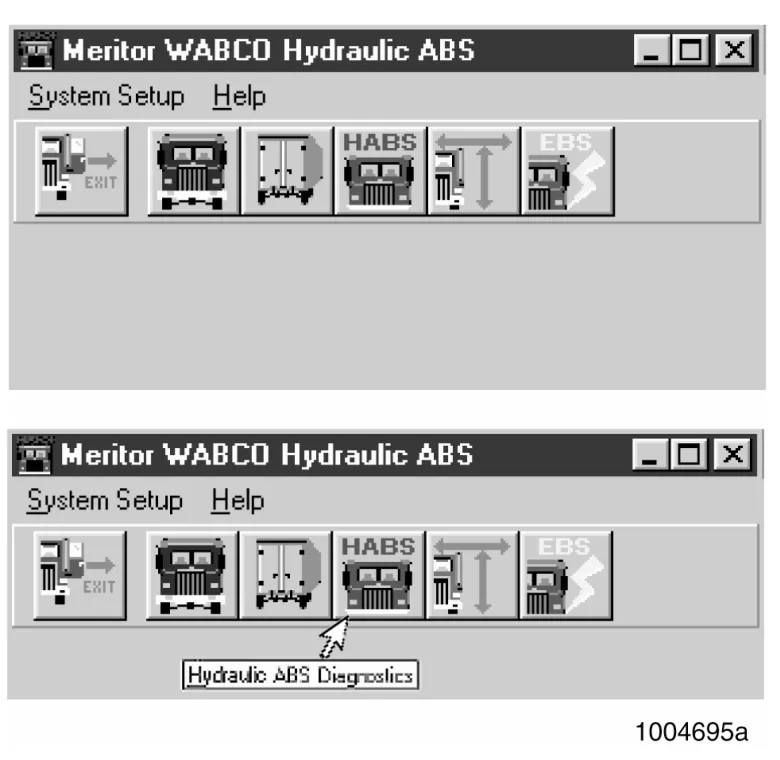 Meritor WABCO Hydraulic ABS
System Setup Help
EXIT HABS EBS
Meritor WABCO Hydraulic ABS
System Setup Help
EXIT HABS EBS
Hydraulic ABS Diagnostics
1004695a